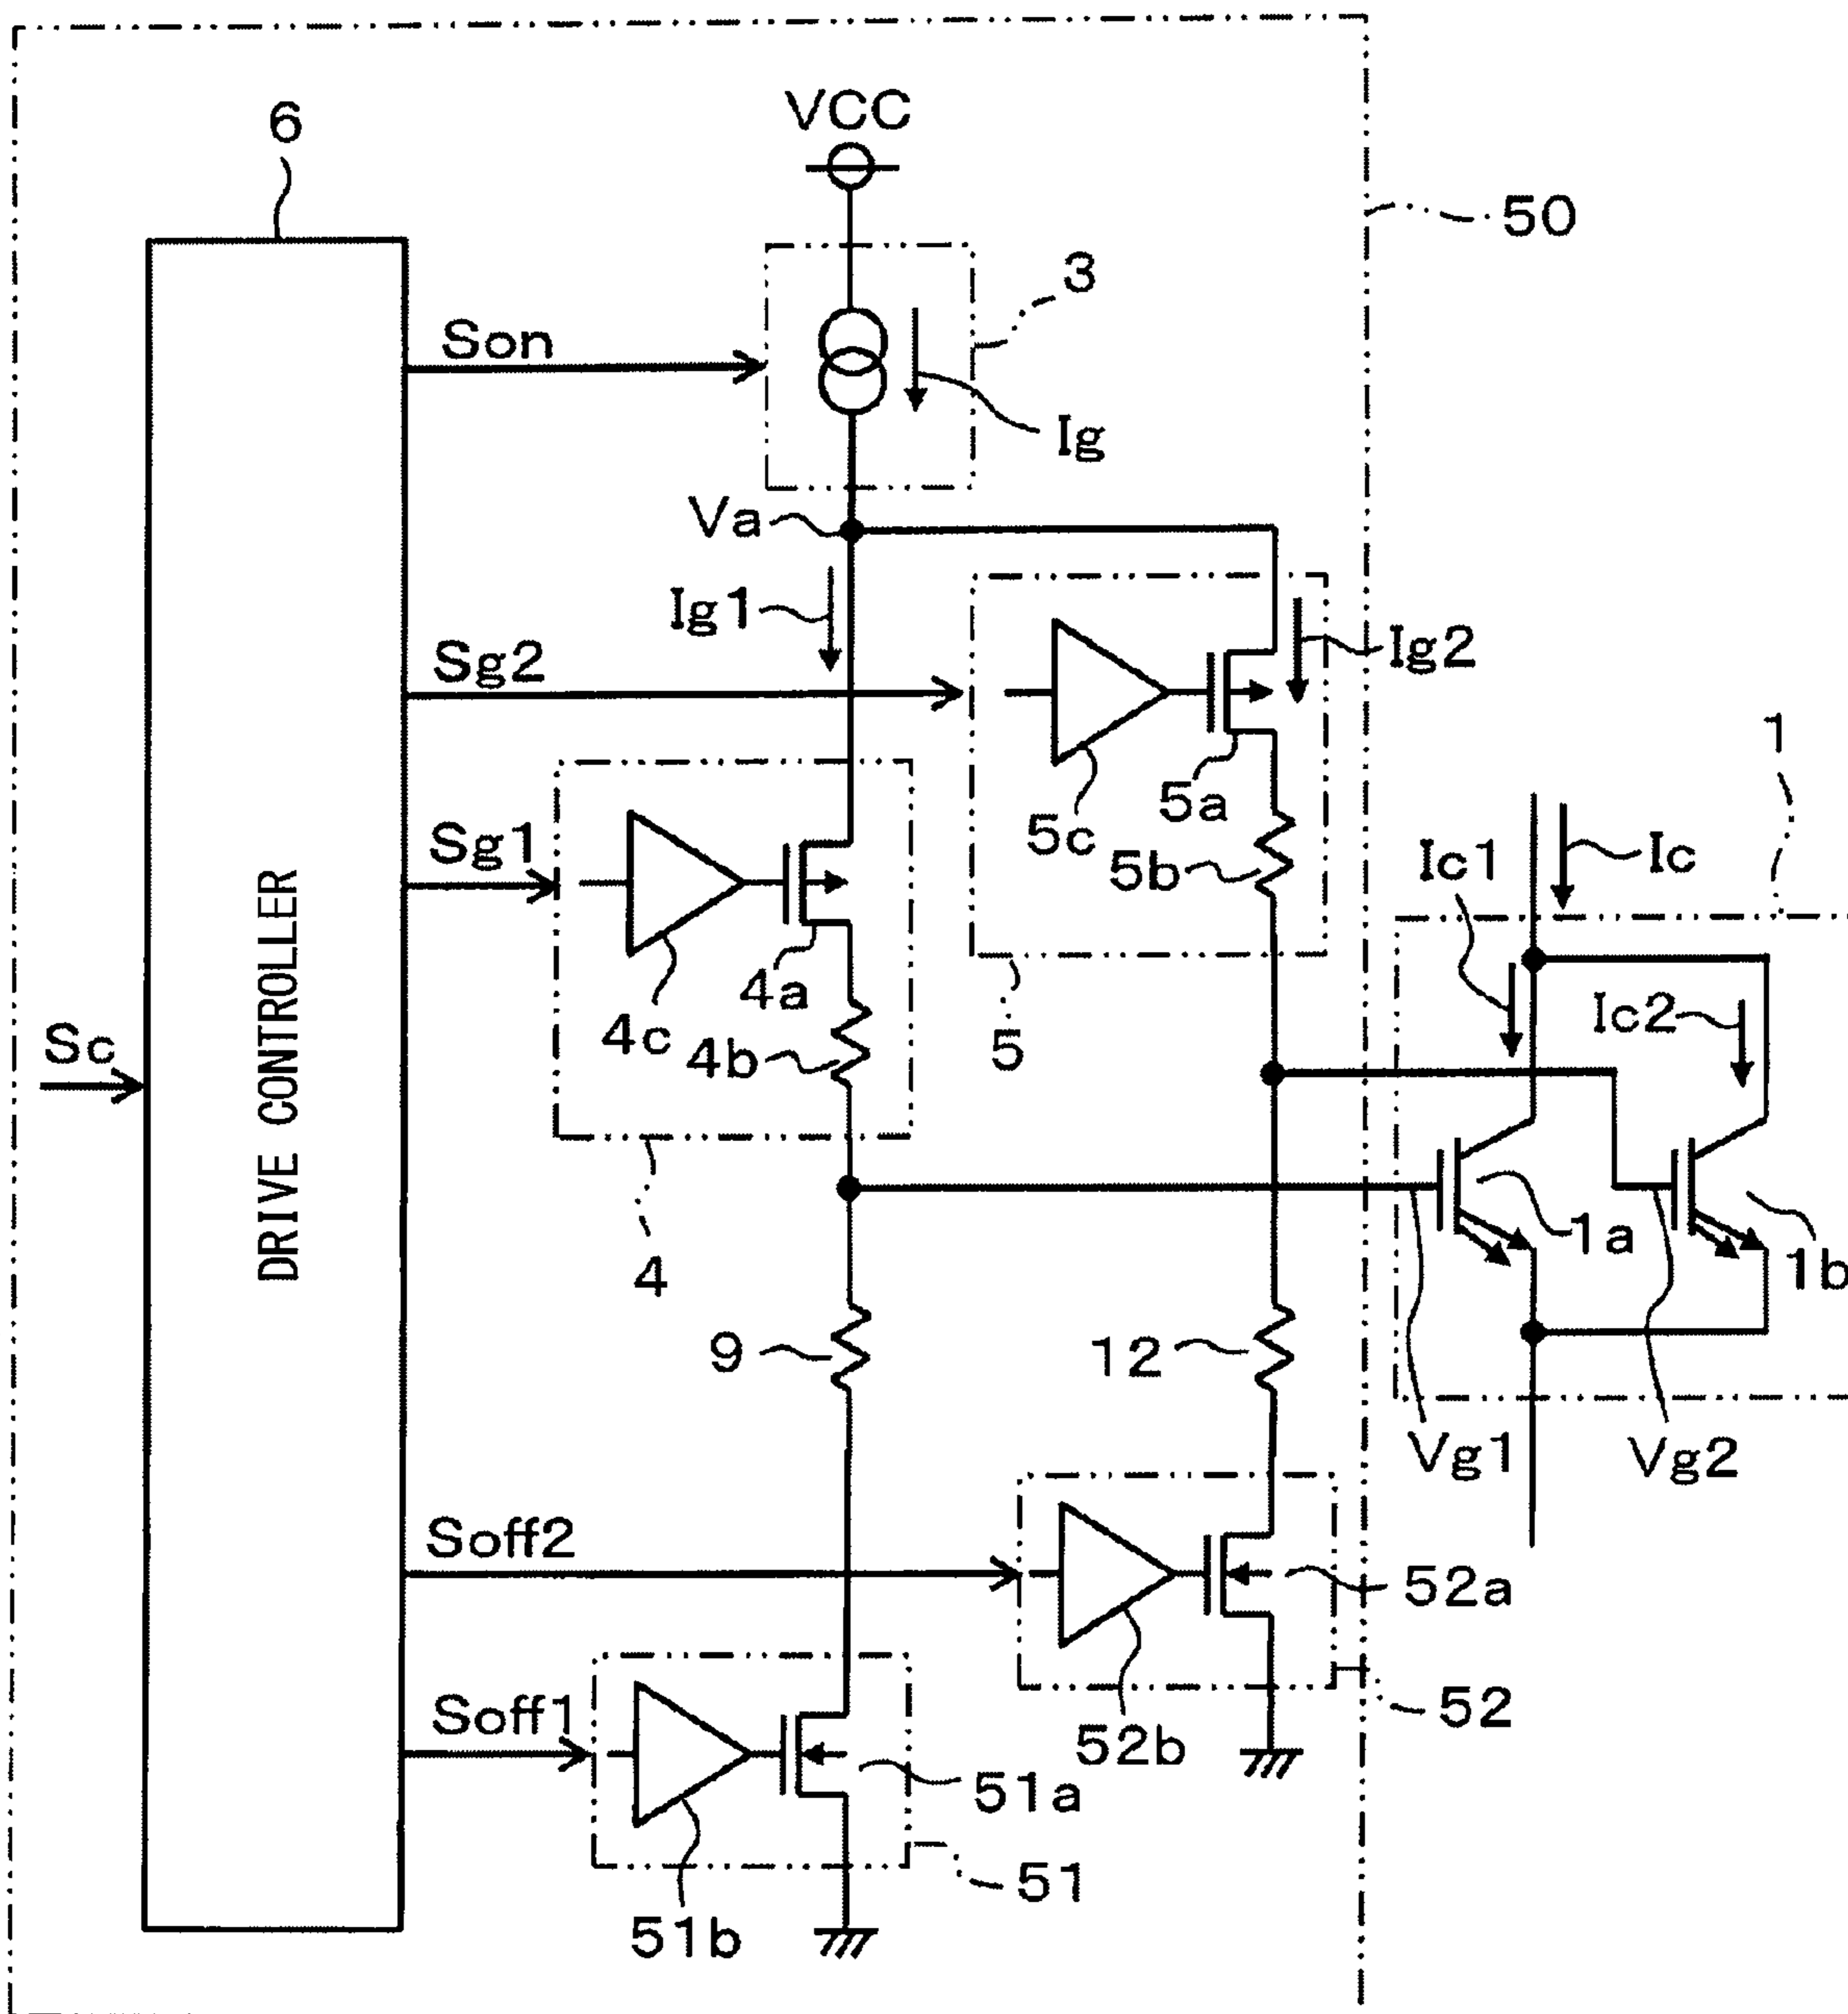 6
VCC
50
3
Son
Ig
Va
Ig1
Sg2
Ig2
1
5a
5c
Sg1
5b
Ic1
Ic
4a
Ic2
4c
4b
5
Sc
DRIVE CONTROLLER
1a
1b
4
9
12
Vg1
Vg2
Soff2
52a
52
Soff1
52b
51a
51
51b